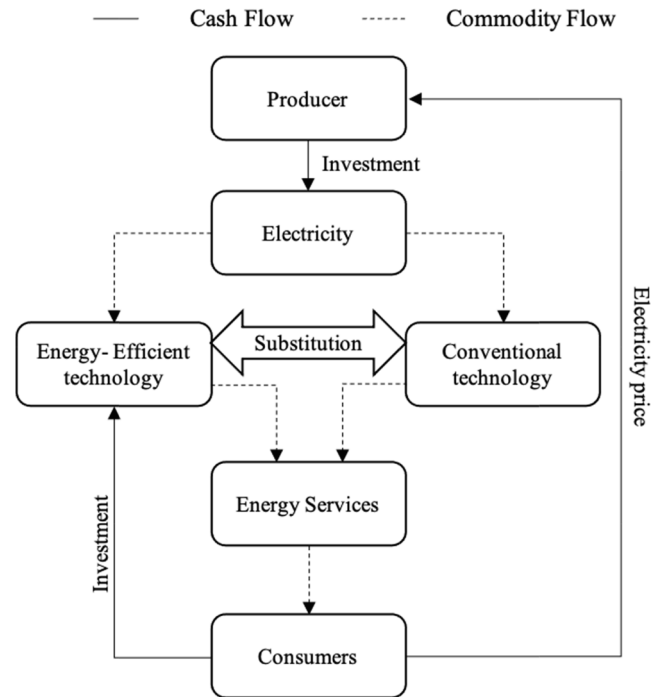 Cash Flow
Commodity Flow
Producer
Investment
Electricity
Energy- Efficient
technology
Substitution
Conventional
technology
Electricity price
Energy Services
Investment
Consumers